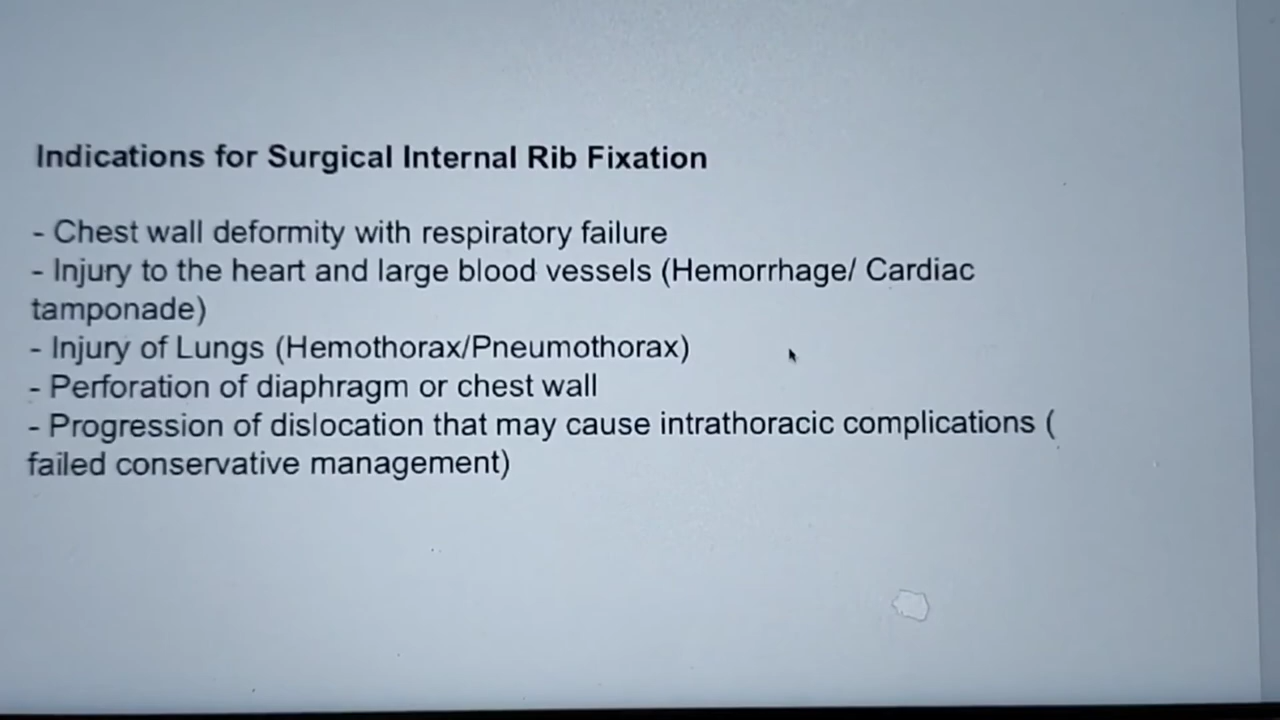 Indications for Surgical Internal Rib Fixation
- Chest wall deformity with respiratory failure
- Injury to the heart and large blood vessels (Hemorrhage/ Cardiac
tamponade)
- Injury of Lungs (Hemothorax/Pneumothorax)
- Perforation of diaphragm or chest wall
- Progression of dislocation that may cause intrathoracic complications (
failed conservative management)